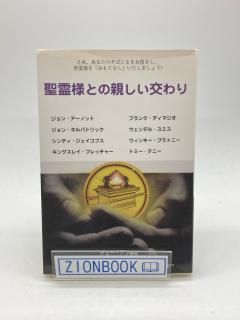 さあ、あなたのそばに主をお招きし、
聖霊様を「おもてなし」いたしましょう!
聖霊様との親しい交わり
ジョン・アーノット
フランク・ディマジオ
ジョン・キルパトリック
ウェンデル・スミス
シンディ・ジェイコブス
ウィンキー・プラトニー
キングスレイ・フレッチャー
トミー・テニー
ZIONBOOK